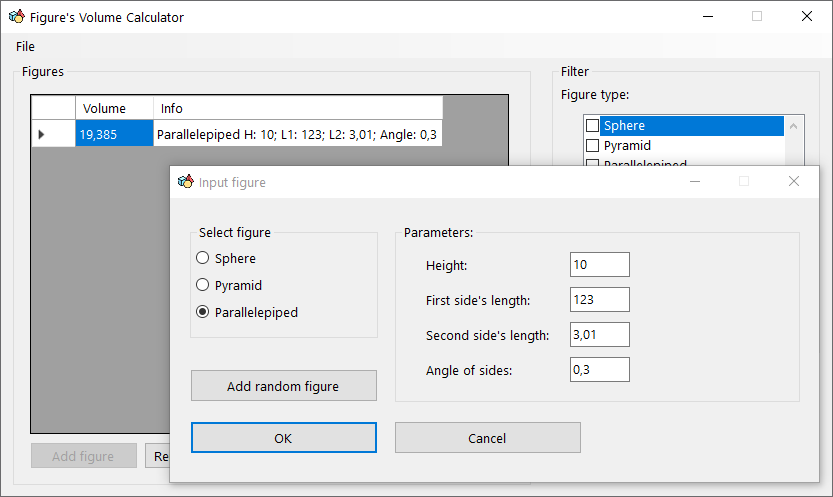 Figure's Volume Calculator
File
Figures
Volume Info
19,385 Parallelepiped H: 10; L1: 123; L2: 3,01; Angle: 0,3
Add figure Re
Filter
Figure type:
Sphere
Pyramid
Parallelepiped
Input figure
Select figure
Sphere
Pyramid
Parallelepiped
Add random figure
OK
Parameters:
Height: 10
First side's length: 123
Second side's length: 3,01
Angle of sides: 0,3
Cancel